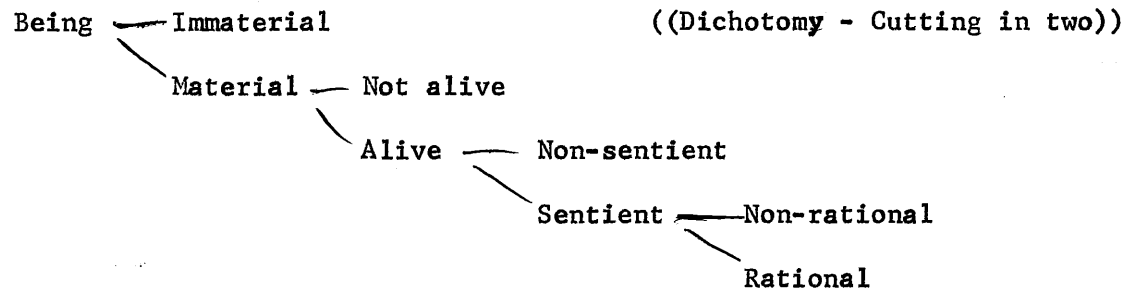 Being Immaterial ((Dichotomy - Cutting in two))
Material Not alive
Alive Non-sentient
Sentient Non-rational
Rational